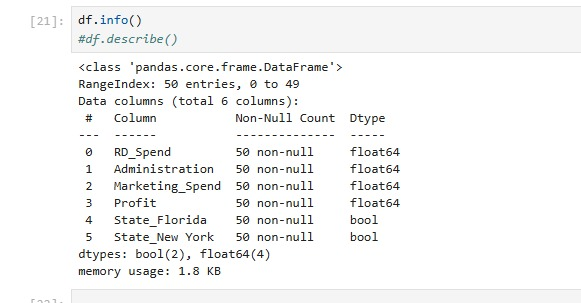 [21]: df.info()
#df.describe()
<class 'pandas.core.frame.DataFrame'>
RangeIndex: 50 entries, 0 to 49
Data columns (total 6 columns):
 #   Column           Non-Null Count  Dtype
---  ------           --------------  -----
 0   RD_Spend         50 non-null     float64
 1   Administration   50 non-null     float64
 2   Marketing_Spend  50 non-null     float64
 3   Profit           50 non-null     float64
 4   State_Florida    50 non-null     bool
 5   State_New York   50 non-null     bool
dtypes: bool(2), float64(4)
memory usage: 1.8 KB